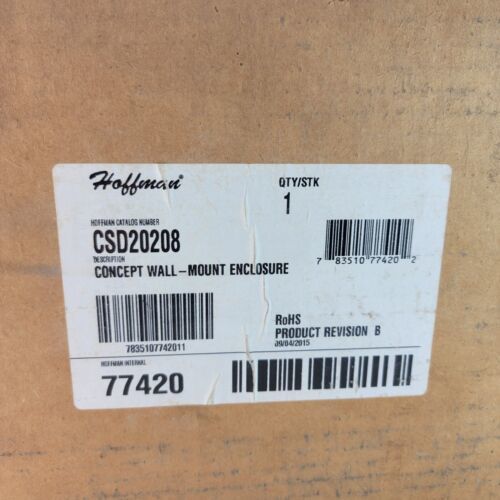 Hoffman®
QTY/STK
1
HOFFMAN CATALOG NUMBER
CSD20208
DESCRIPTION
CONCEPT WALL-MOUNT ENCLOSURE
7 83510 77420 2
7835107742011
RoHS
PRODUCT REVISION B
09/04/2015
HOFFMAN INTERNAL
77420